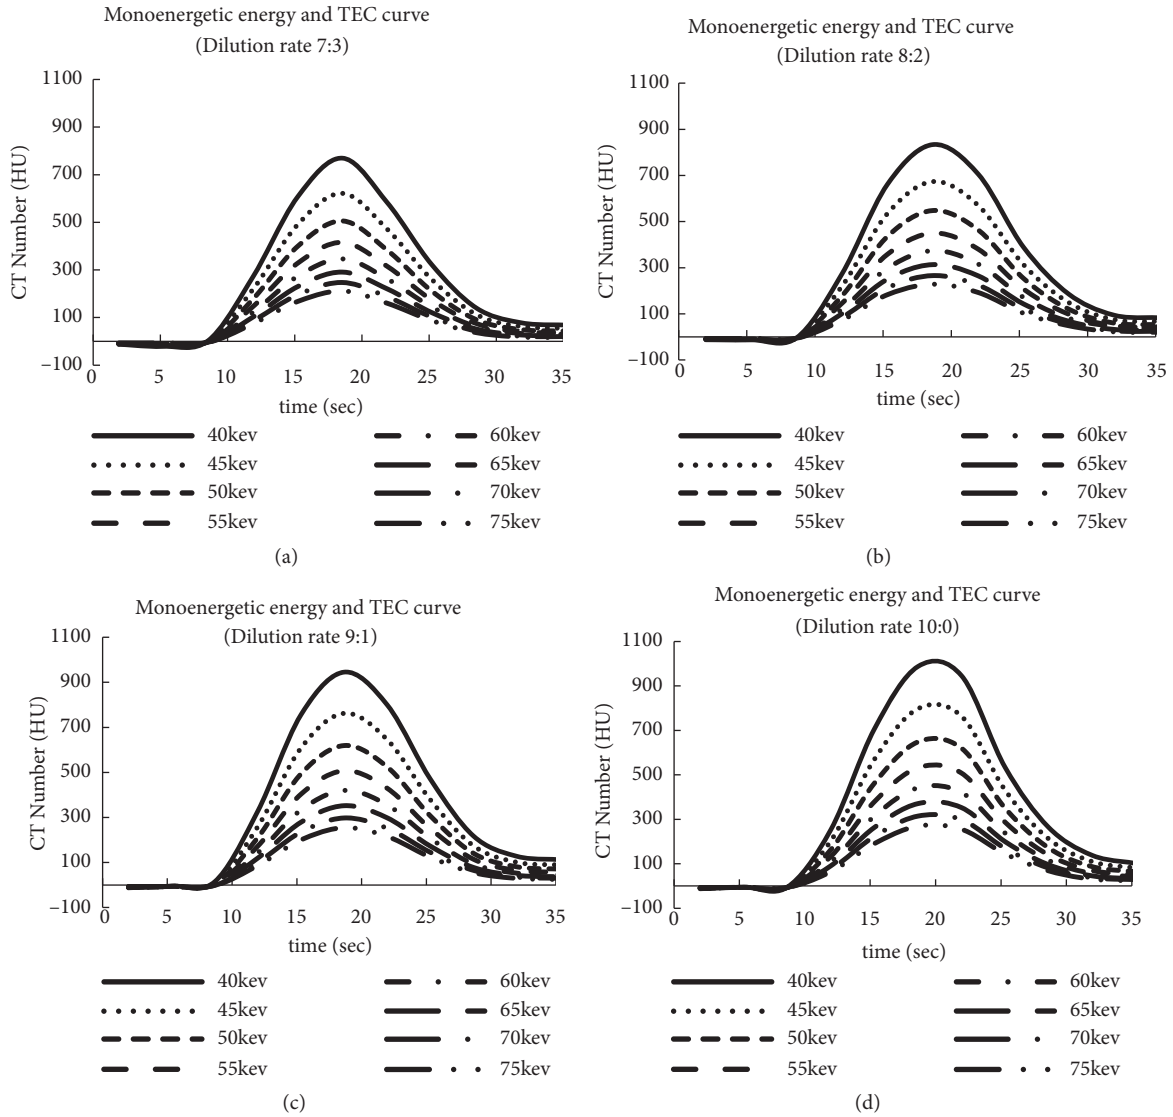 Monoenergetic energy and TEC curve
(Dilution rate 7:3)
1100
900
700
500
300
100
–100
CT Number (HU)
0 5 10 15 20 25 30 35
time (sec)
40kev 60kev
45kev 65kev
50kev 70kev
55kev 75kev
(a)
Monoenergetic energy and TEC curve
(Dilution rate 8:2)
1100
900
700
500
300
100
–100
CT Number (HU)
0 5 10 15 20 25 30 35
time (sec)
40kev 60kev
45kev 65kev
50kev 70kev
55kev 75kev
(b)
Monoenergetic energy and TEC curve
(Dilution rate 9:1)
1100
900
700
500
300
100
–100
CT Number (HU)
0 5 10 15 20 25 30 35
time (sec)
40kev 60kev
45kev 65kev
50kev 70kev
55kev 75kev
(c)
Monoenergetic energy and TEC curve
(Dilution rate 10:0)
1100
900
700
500
300
100
–100
CT Number (HU)
0 5 10 15 20 25 30 35
time (sec)
40kev 60kev
45kev 65kev
50kev 70kev
55kev 75kev
(d)